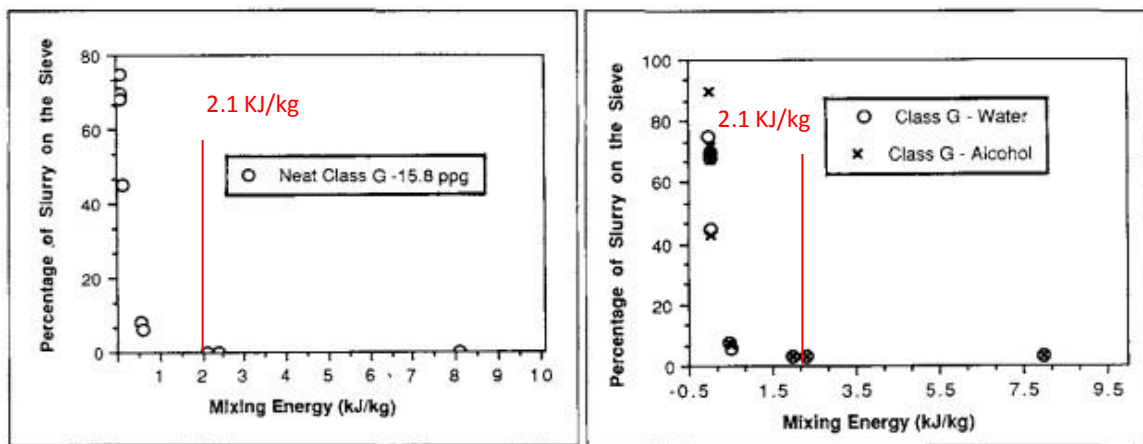 Percentage of Slurry on the Sieve
80
60
40
20
0
2.1 KJ/kg
Neat Class G -15.8 ppg
1 2 3 4 5 6 7 8 9 10
Mixing Energy (kJ/kg)
Percentage of Slurry on the Sieve
100
80
60
40
20
0
2.1 KJ/kg
Class G - Water
Class G - Alcohol
-0.5 1.5 3.5 5.5 7.5 9.5
Mixing Energy (kJ/kg)